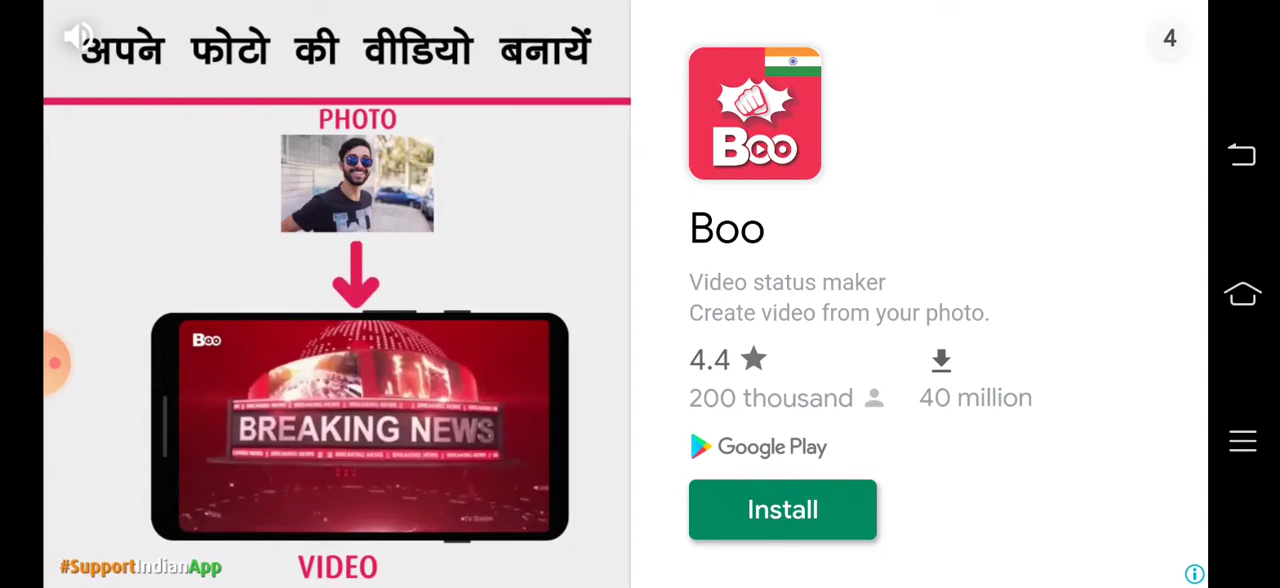 अपने फोटो की वीडियो बनायें
PHOTO
BOO
BREAKING NEWS
#SupportIndianApp
VIDEO
4
BOO
Boo
Video status maker
Create video from your photo.
4.4
200 thousand 40 million
Google Play
Install